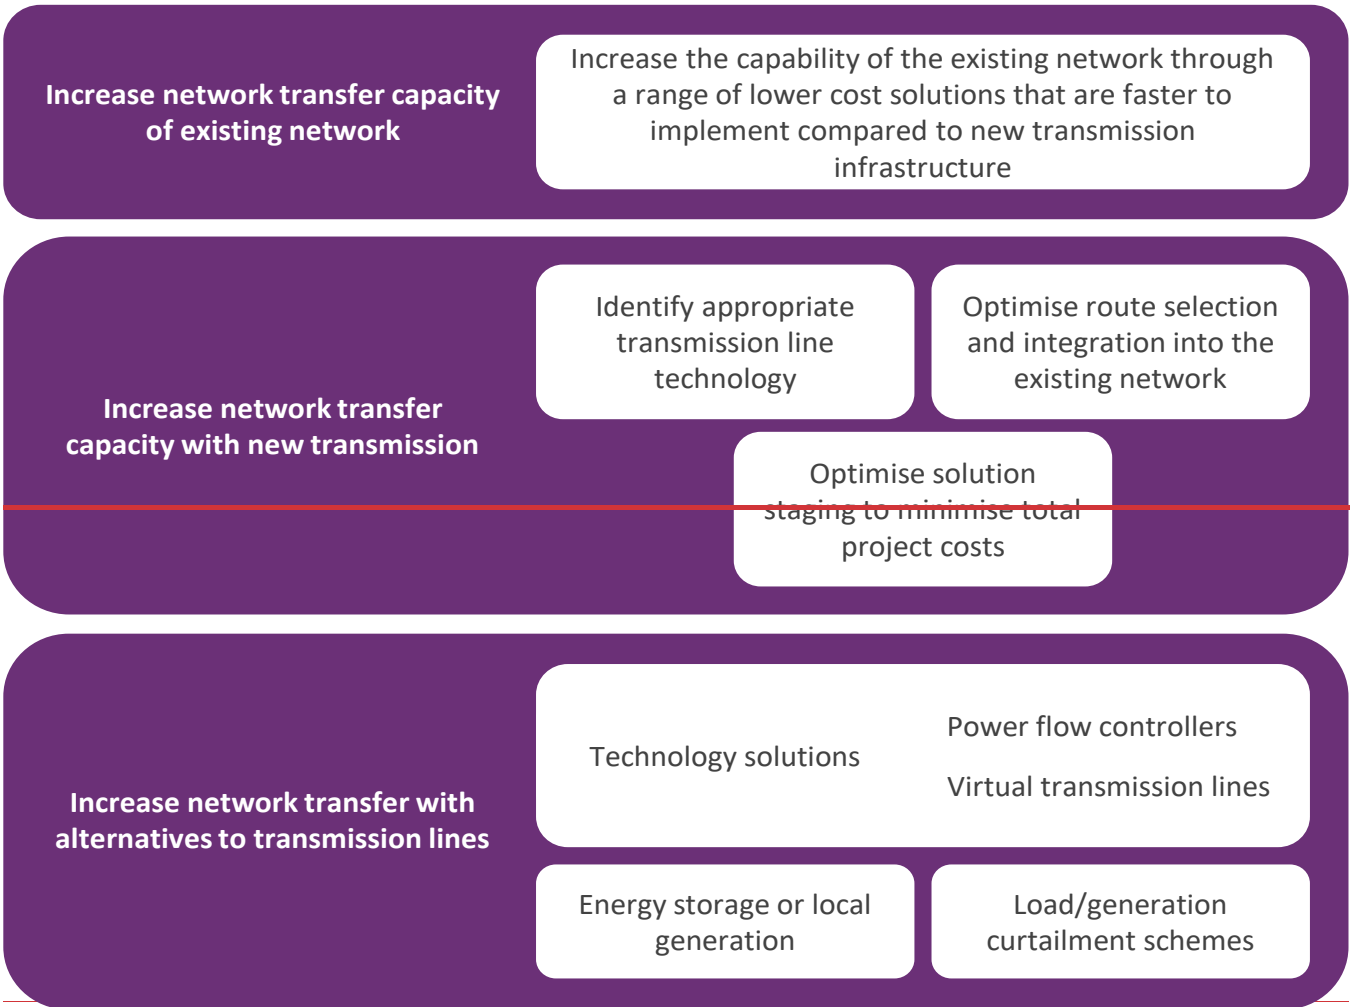 Increase network transfer capacity
of existing network
Increase the capability of the existing network through
a range of lower cost solutions that are faster to
implement compared to new transmission
infrastructure
Increase network transfer
capacity with new transmission
Identify appropriate
transmission line
technology
Optimise route selection
and integration into the
existing network
Optimise solution
staging to minimise total
project costs
Increase network transfer with
alternatives to transmission lines
Technology solutions
Power flow controllers
Virtual transmission lines
Energy storage or local
generation
Load/generation
curtailment schemes